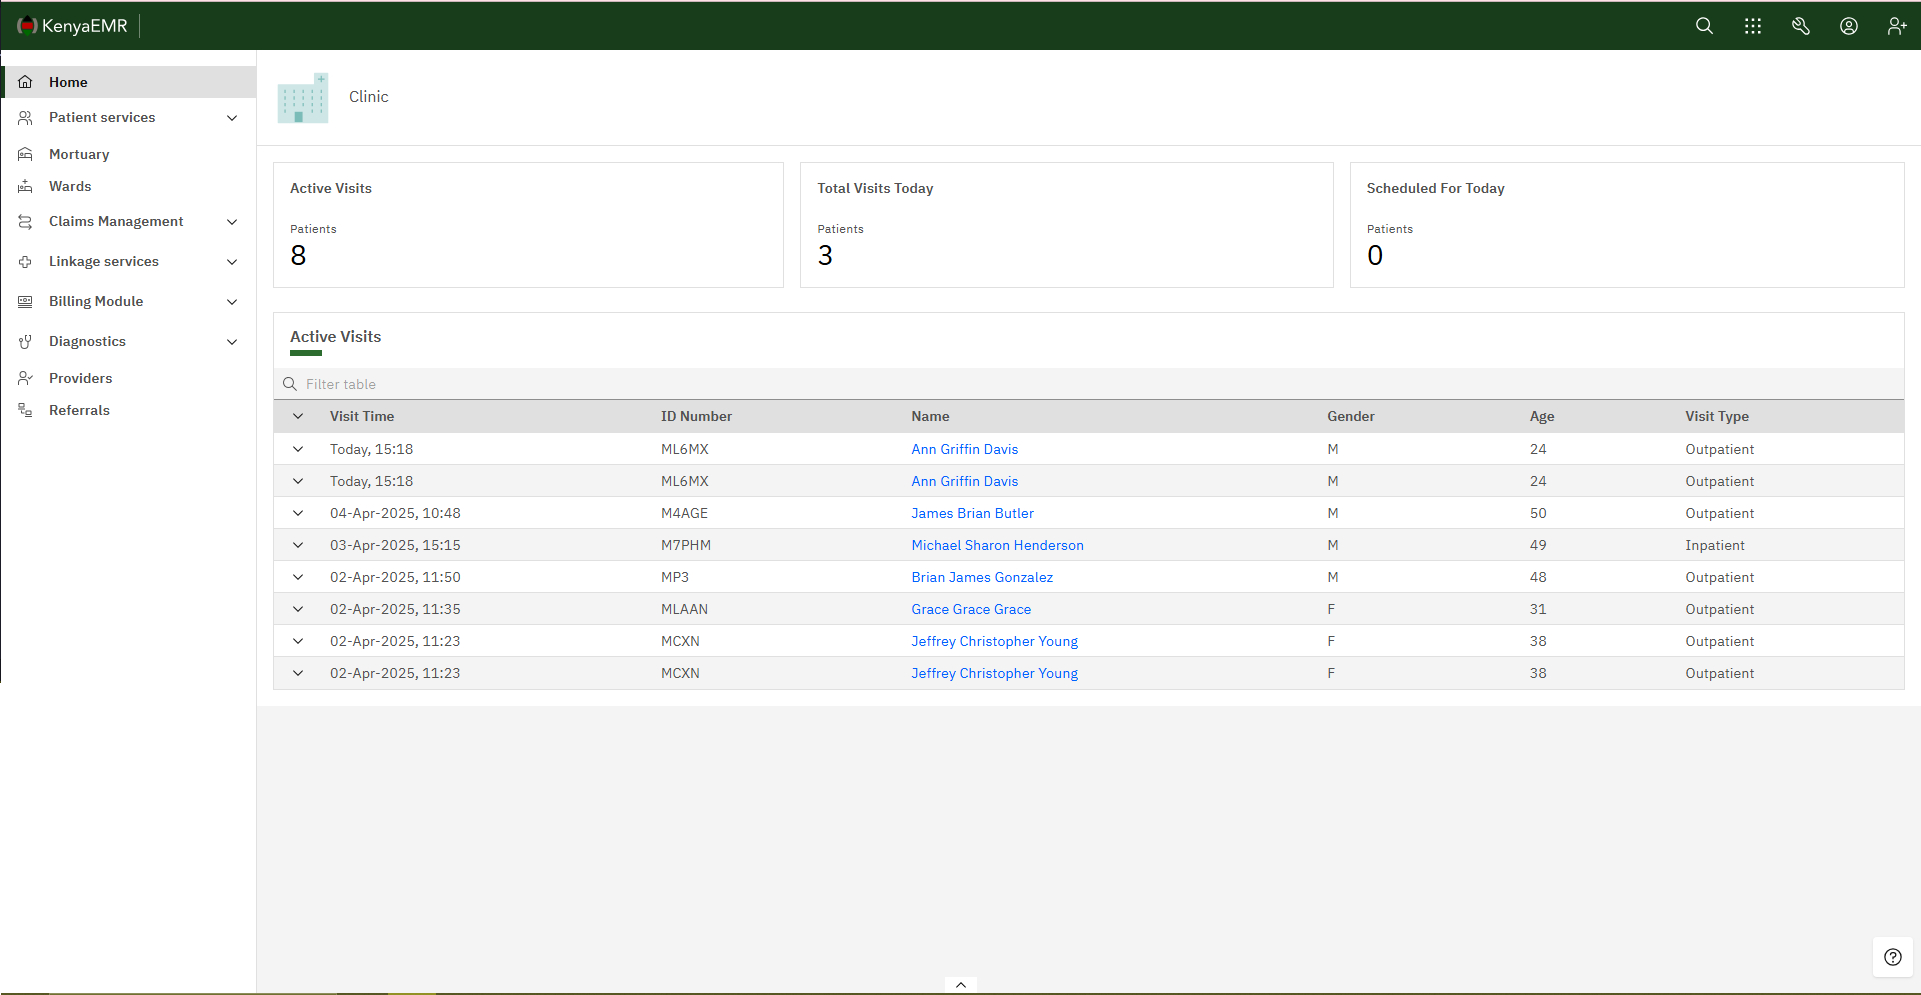 KenyaEMR
Home
Patient services
Mortuary
Wards
Claims Management
Linkage services
Billing Module
Diagnostics
Providers
Referrals
Clinic
Active Visits
Patients
8
Total Visits Today
Patients
3
Scheduled For Today
Patients
0
Active Visits
Filter table
Visit Time ID Number Name Gender Age Visit Type
Today, 15:18 ML6MX Ann Griffin Davis M 24 Outpatient
Today, 15:18 ML6MX Ann Griffin Davis M 24 Outpatient
04-Apr-2025, 10:48 M4AGE James Brian Butler M 50 Outpatient
03-Apr-2025, 15:15 M7PHM Michael Sharon Henderson M 49 Inpatient
02-Apr-2025, 11:50 MP3 Brian James Gonzalez M 48 Outpatient
02-Apr-2025, 11:35 MLAAN Grace Grace Grace F 31 Outpatient
02-Apr-2025, 11:23 MCXN Jeffrey Christopher Young F 38 Outpatient
02-Apr-2025, 11:23 MCXN Jeffrey Christopher Young F 38 Outpatient